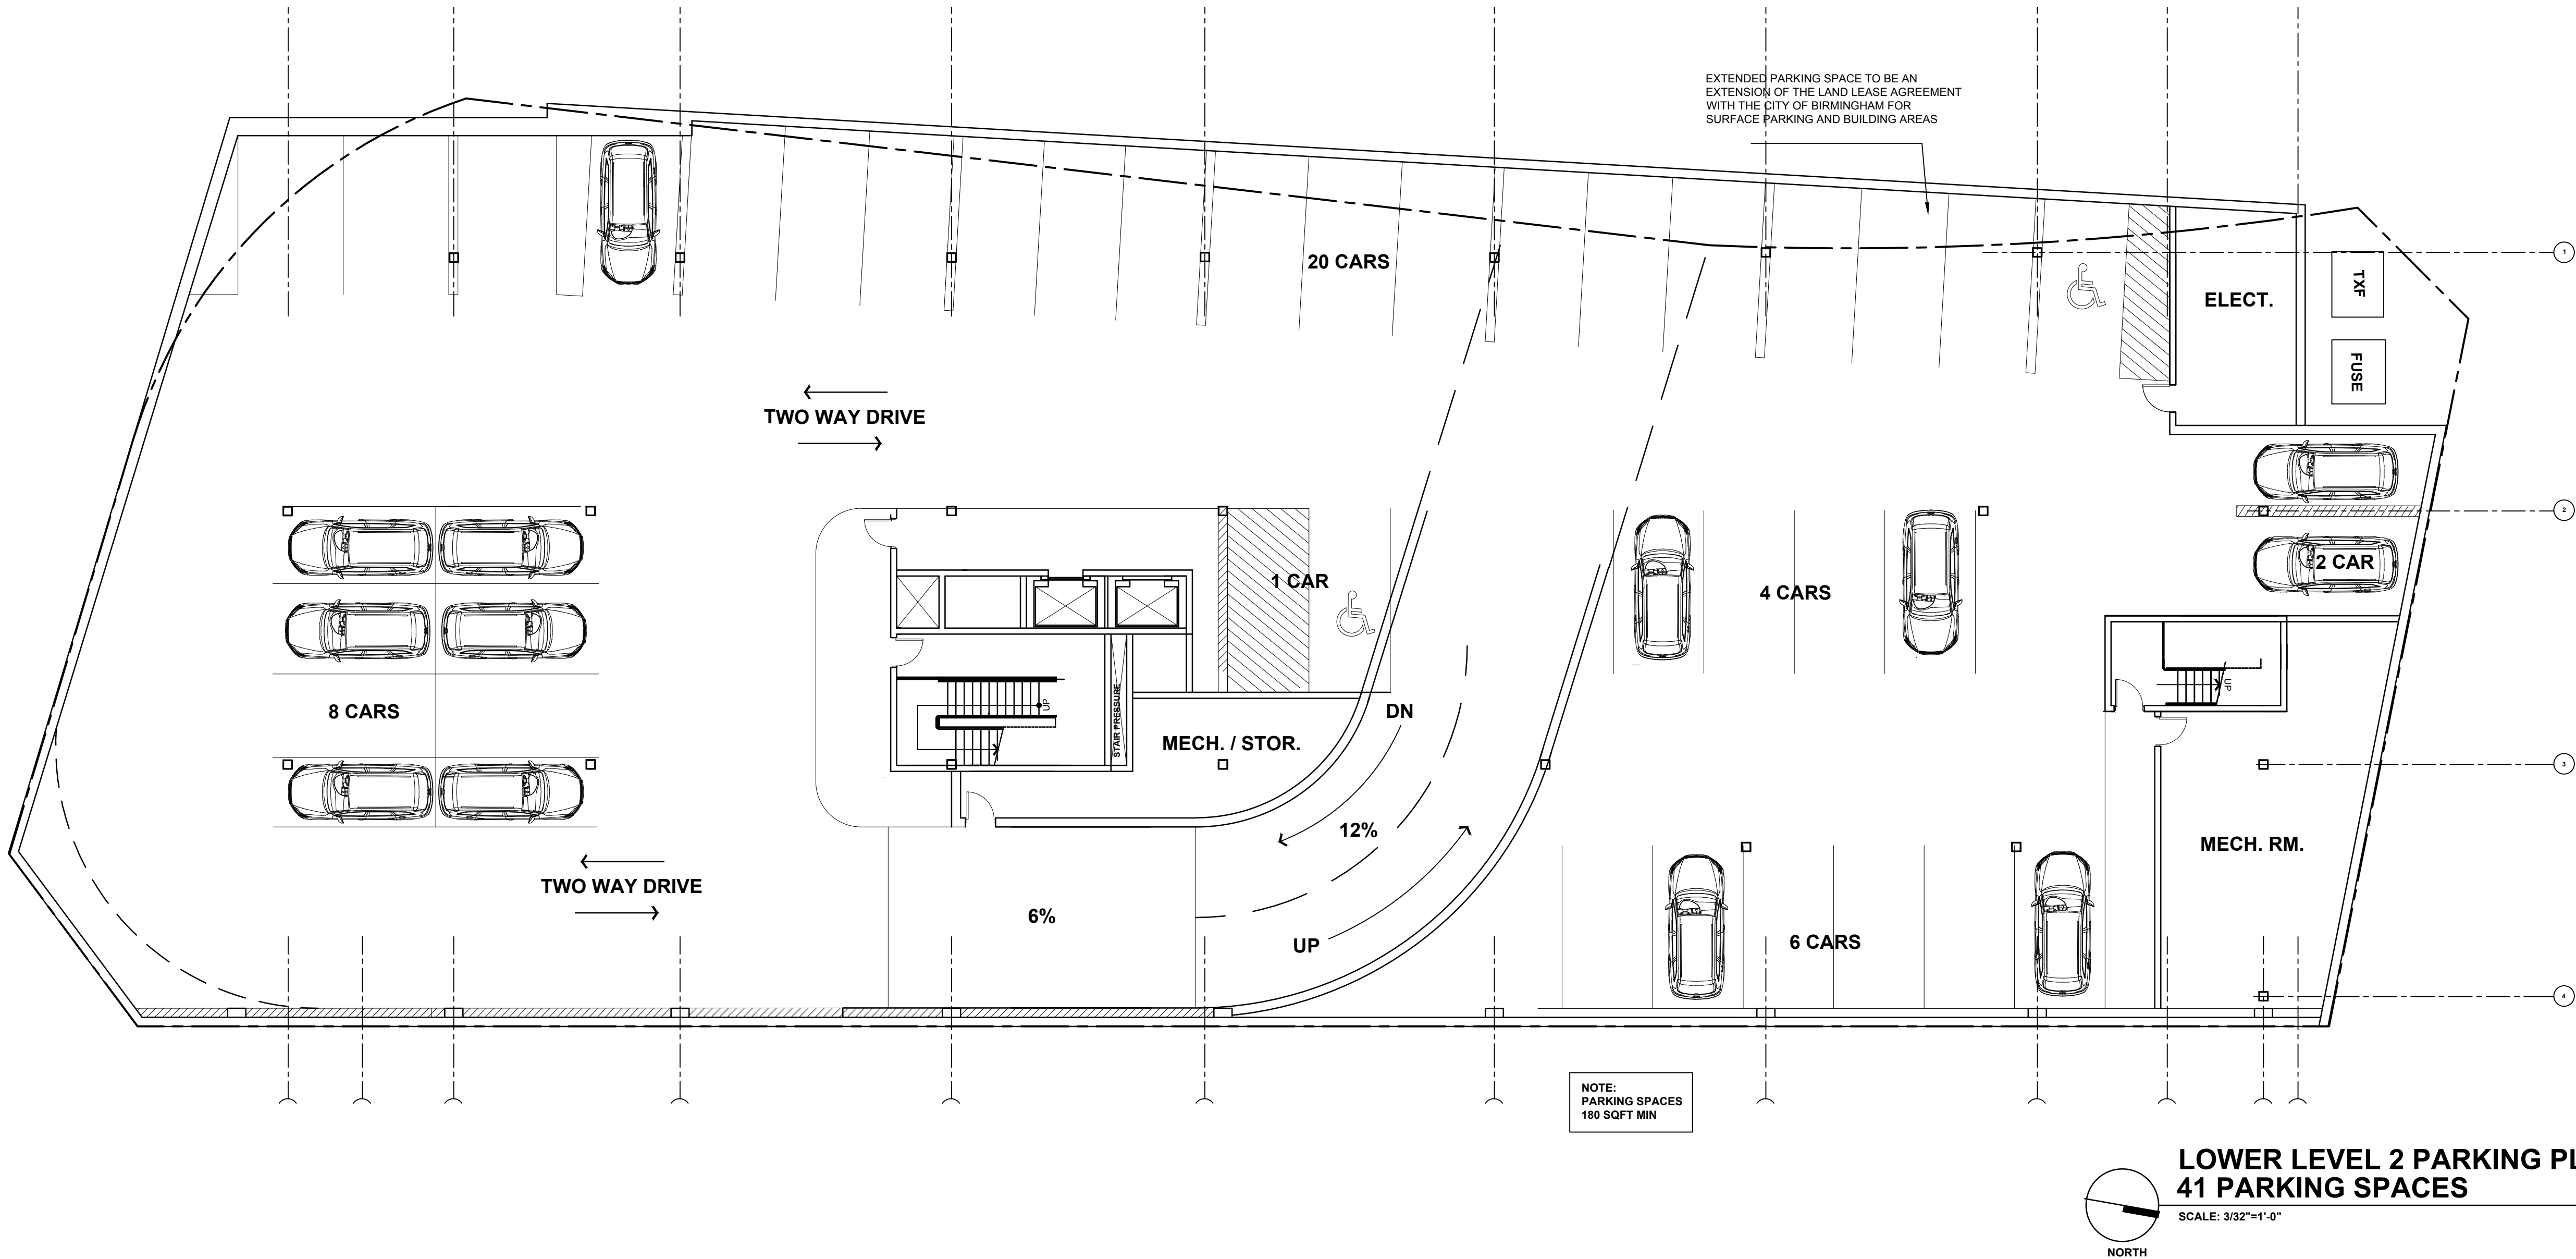 EXTENDED PARKING SPACE TO BE AN
EXTENSION OF THE LAND LEASE AGREEMENT
WITH THE CITY OF BIRMINGHAM FOR
SURFACE PARKING AND BUILDING AREAS
20 CARS
1
ELECT.
TXF
FUSE
TWO WAY DRIVE
2
1 CAR
4 CARS
2 CAR
8 CARS
UP
STAIR PRESSURE
MECH. / STOR.
DN
UP
3
12%
MECH. RM.
TWO WAY DRIVE
6%
UP
6 CARS
4
NOTE:
PARKING SPACES
180 SQFT MIN
LOWER LEVEL 2 PARKING PL
41 PARKING SPACES
SCALE: 3/32"=1'-0"
NORTH